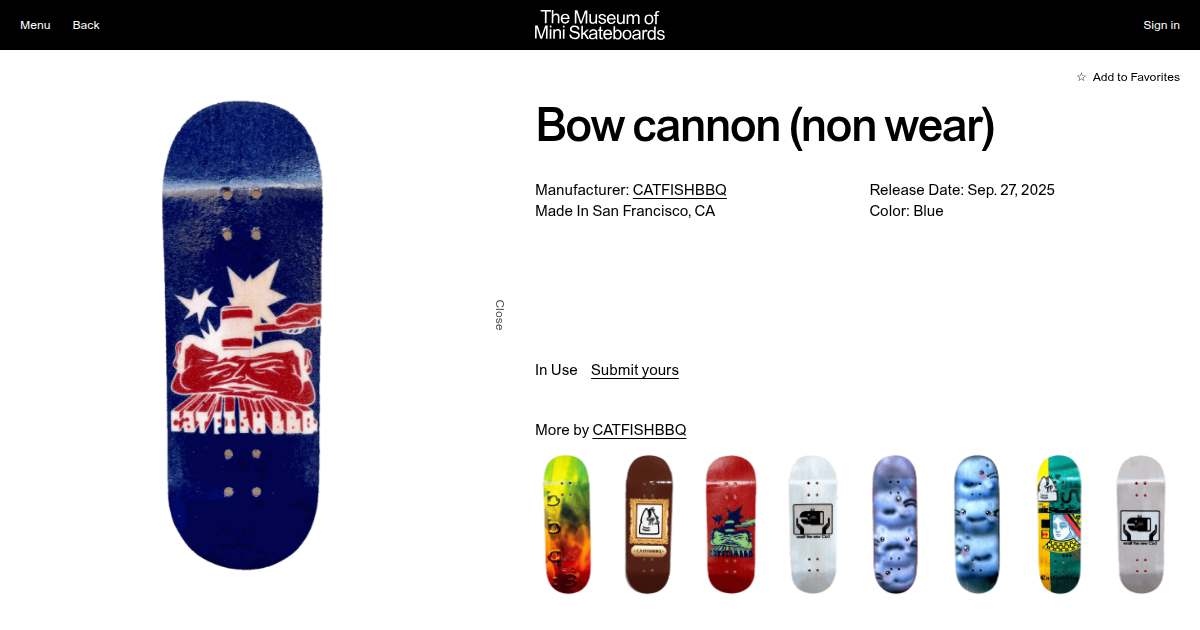 Menu
Back
The Museum of
Mini Skateboards
Sign in
☆ Add to Favorites
Bow cannon (non wear)
Manufacturer: CATFISHBBQ
Made In San Francisco, CA
Release Date: Sep. 27, 2025
Color: Blue
CATFISH BBQ
Close
In Use Submit yours
More by CATFISHBBQ
CATFISHBBQ